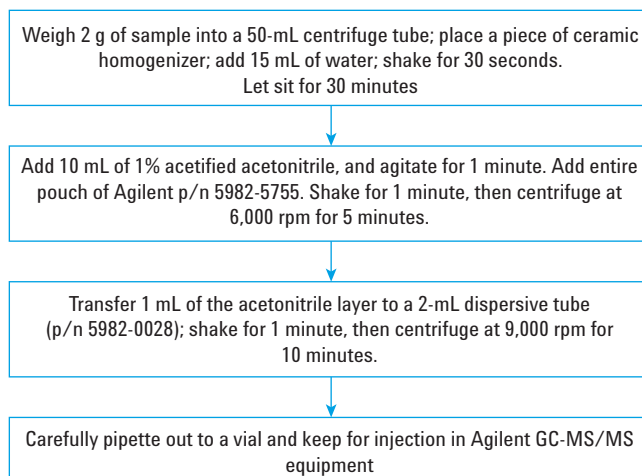 Weigh 2 g of sample into a 50-mL centrifuge tube; place a piece of ceramic
homogenizer; add 15 mL of water; shake for 30 seconds.
Let sit for 30 minutes
Add 10 mL of 1% acetified acetonitrile, and agitate for 1 minute. Add entire
pouch of Agilent p/n 5982-5755. Shake for 1 minute, then centrifuge at
6,000 rpm for 5 minutes.
Transfer 1 mL of the acetonitrile layer to a 2-mL dispersive tube
(p/n 5982-0028); shake for 1 minute, then centrifuge at 9,000 rpm for
10 minutes.
Carefully pipette out to a vial and keep for injection in Agilent GC-MS/MS
equipment